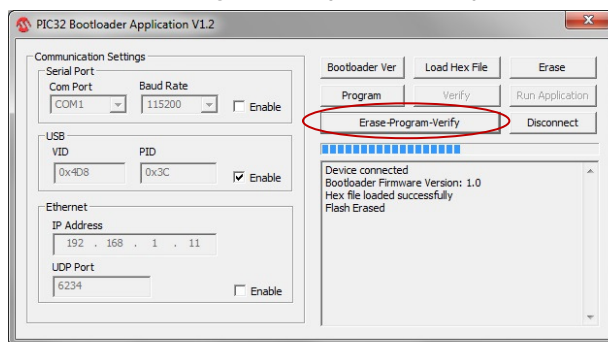 PIC32 Bootloader Application V1.2
Communication Settings
Serial Port
Com Port Baud Rate
COM1 115200 Enable
USB
VID PID
0x4D8 0x3C Enable
Ethernet
IP Address
192 . 168 . 1 . 11
UDP Port
6234 Enable
Bootloader Ver Load Hex File Erase
Program Verify Run Application
Erase-Program-Verify Disconnect
Device connected
Bootloader Firmware Version: 1.0
Hex file loaded successfully
Flash Erased